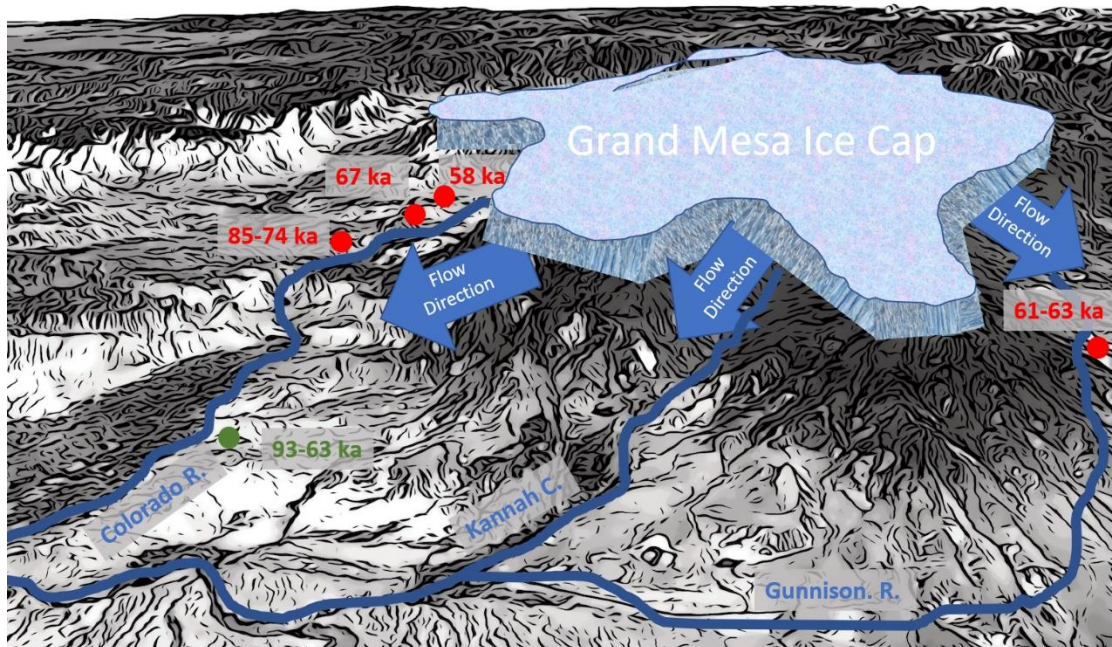 Grand Mesa Ice Cap
67 ka
58 ka
85-74 ka
Flow
Direction
Flow
Direction
Flow
Direction
61-63 ka
93-63 ka
Colorado R.
Kannah C.
Gunnison. R.